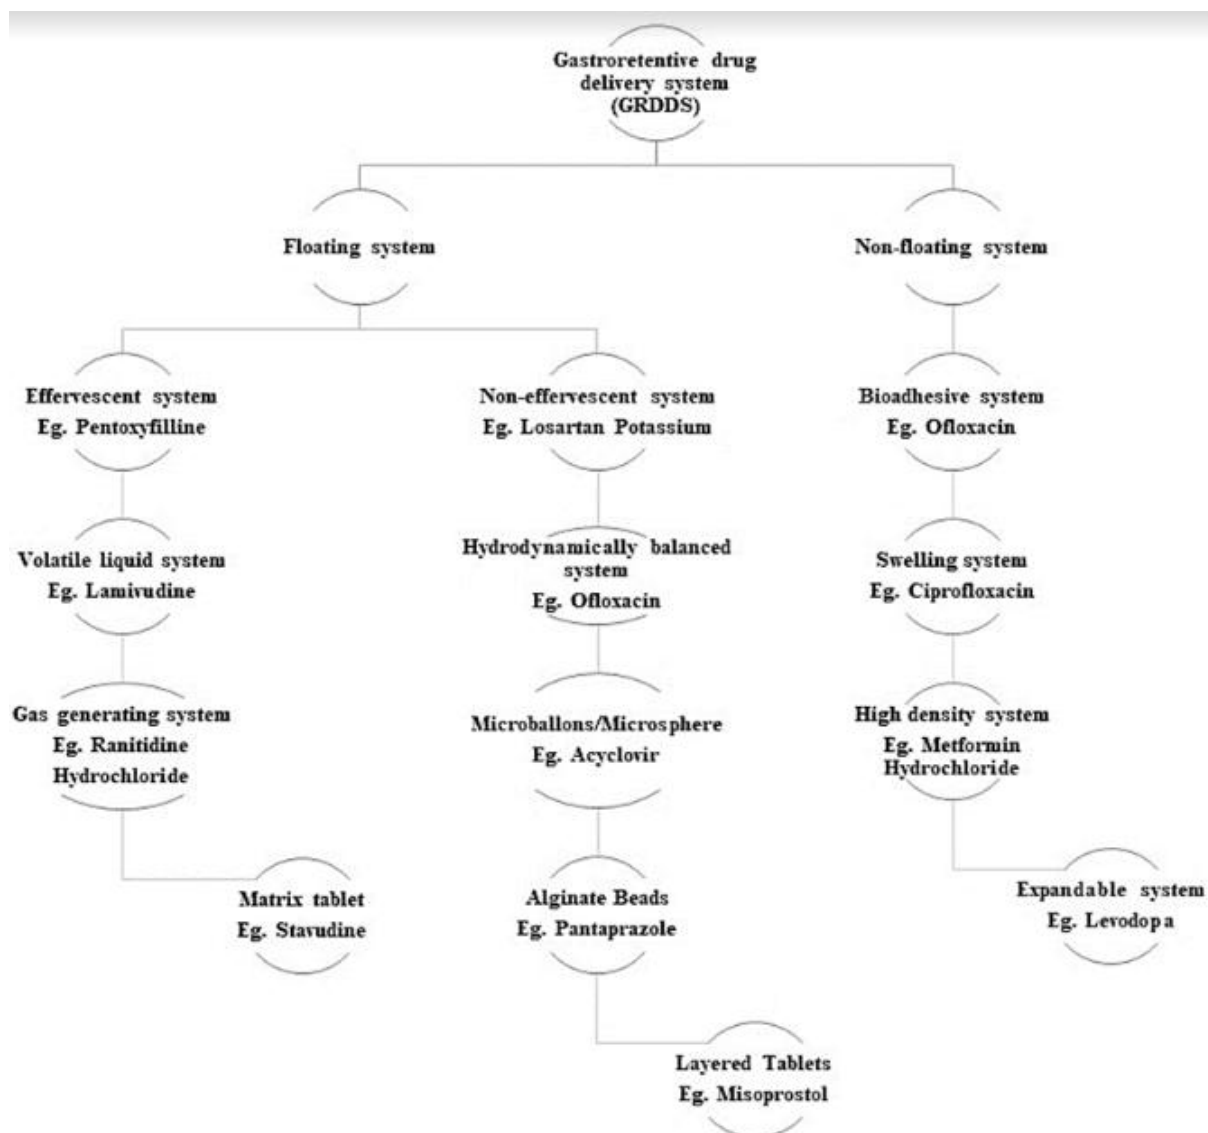 Gastroretentive drug
delivery system
(GRDDS)
Floating system
Non-floating system
Effervescent system
Eg. Pentoxyfilline
Non-effervescent system
Eg. Losartan Potassium
Bioadhesive system
Eg. Ofloxacin
Volatile liquid system
Eg. Lamivudine
Hydrodynamically balanced
system
Eg. Ofloxacin
Swelling system
Eg. Ciprofloxacin
Gas generating system
Eg. Ranitidine
Hydrochloride
Microballons/Microsphere
Eg. Acyclovir
High density system
Eg. Metformin
Hydrochloride
Matrix tablet
Eg. Stavudine
Alginate Beads
Eg. Pantaprazole
Expandable system
Eg. Levodopa
Layered Tablets
Eg. Misoprostol